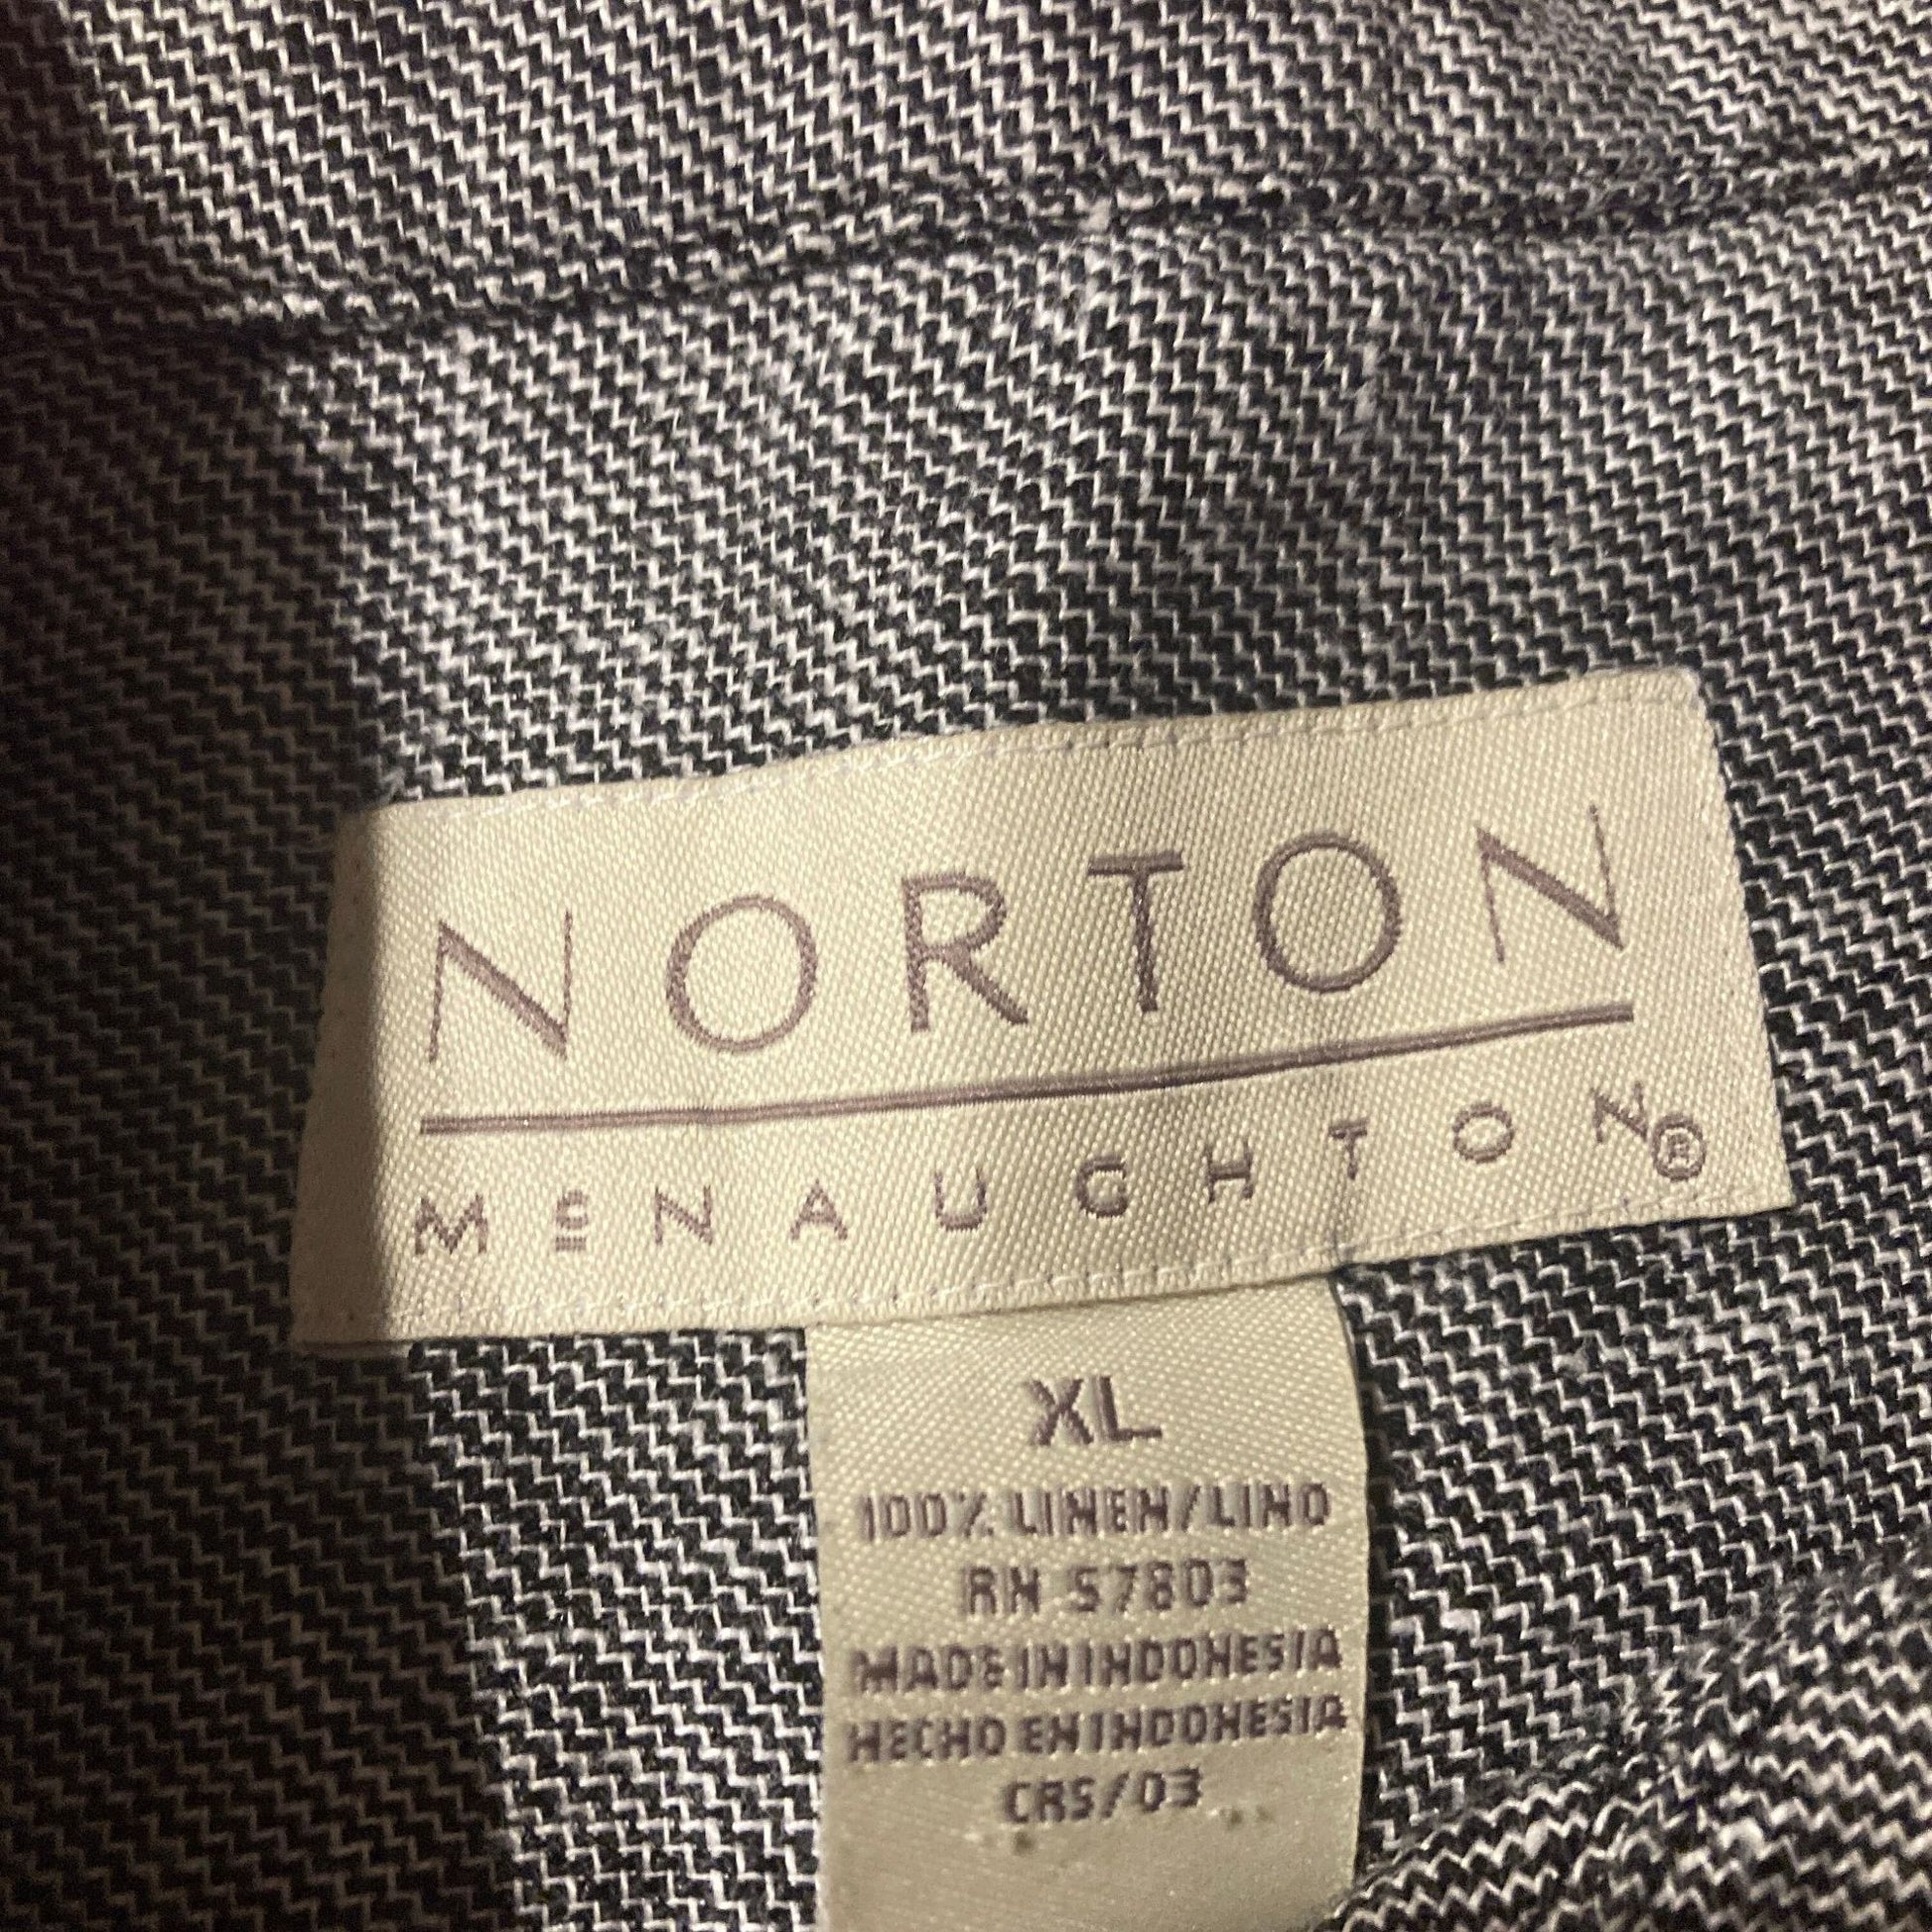 NORTON
McNAUGHTON®
XL
100% LINEN/LINO
RN 57803
MADE IN INDONESIA
HECHO EN INDONESIA
CRS/03